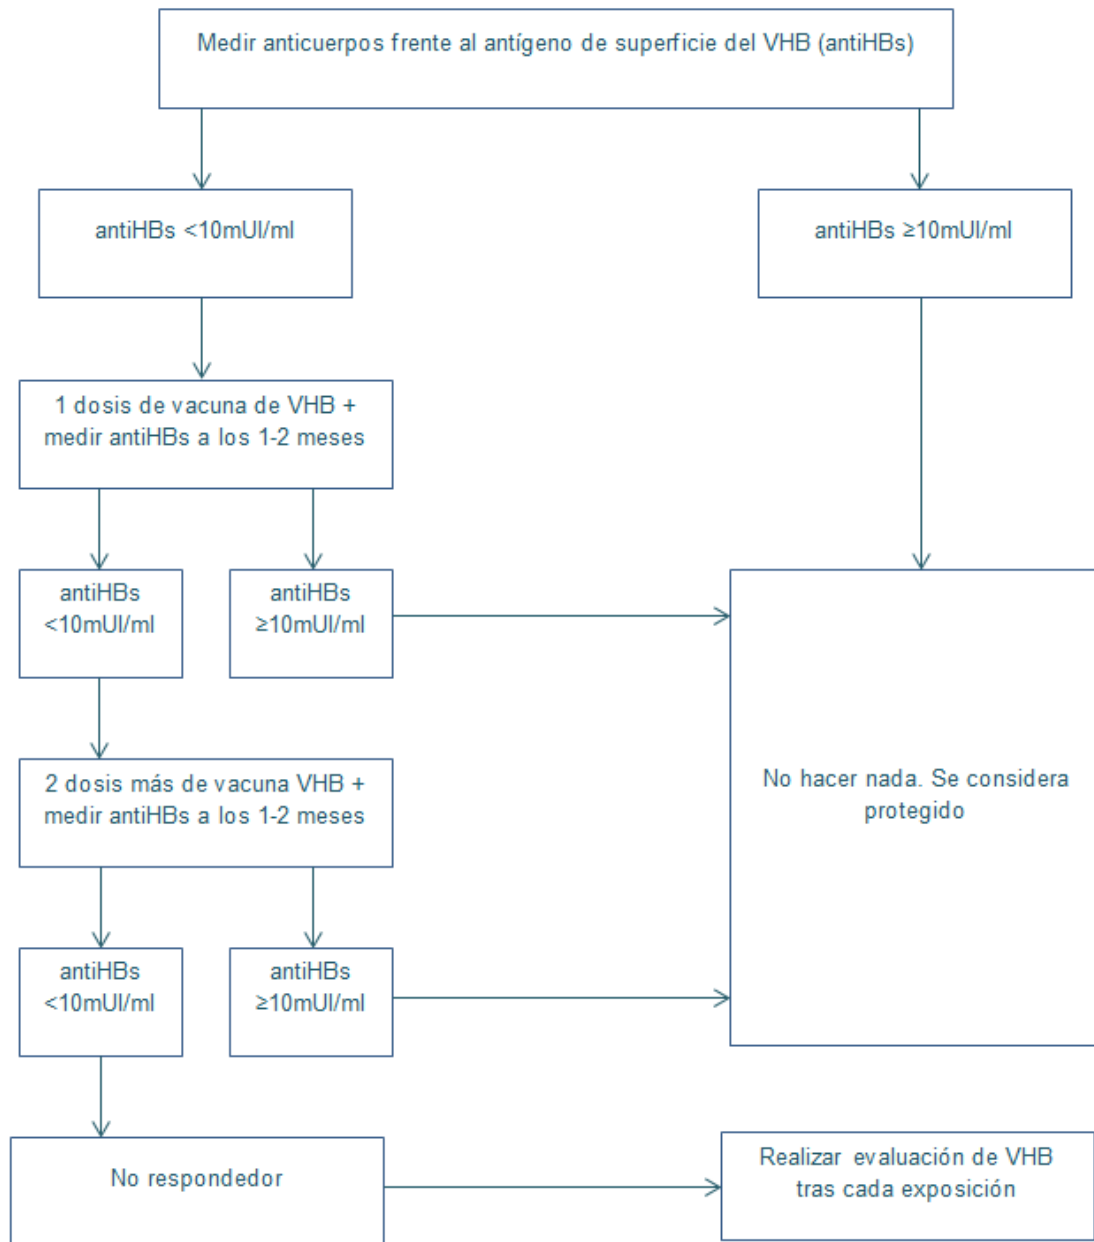 Medir anticuerpos frente al antígeno de superficie del VHB (antiHBs)
antiHBs <10mUI/ml
antiHBs ≥10mUI/ml
1 dosis de vacuna de VHB +
medir antiHBs a los 1-2 meses
antiHBs
<10mUI/ml
antiHBs
≥10mUI/ml
2 dosis más de vacuna VHB +
medir antiHBs a los 1-2 meses
No hacer nada. Se considera
protegido
antiHBs
<10mUI/ml
antiHBs
≥10mUI/ml
No respondedor
Realizar evaluación de VHB
tras cada exposición